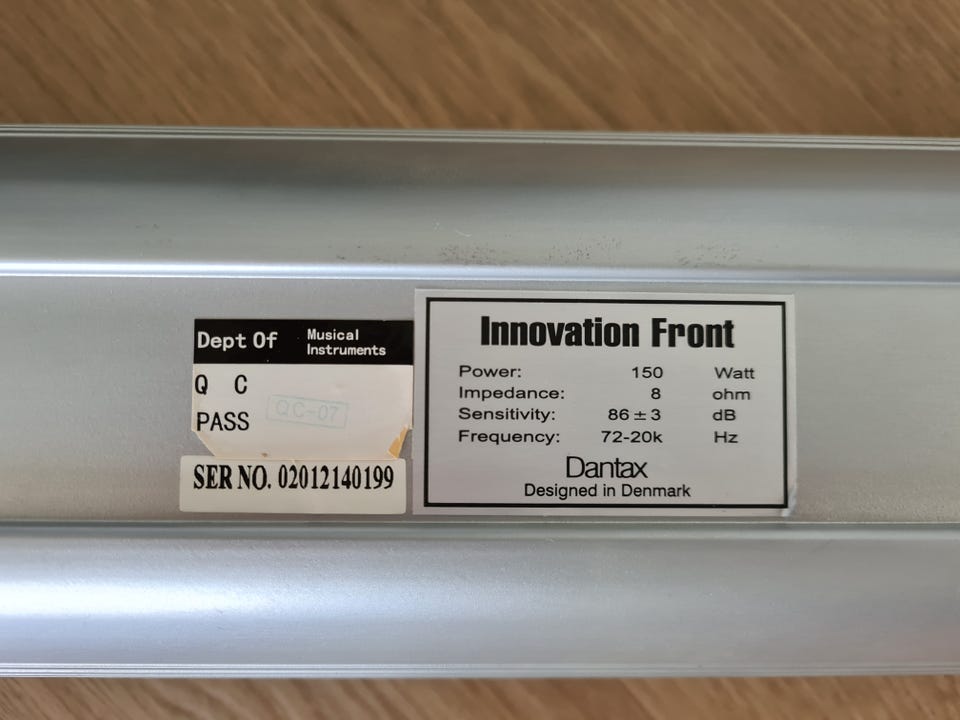 Dept Of Musical Instruments
Q C
PASS QC-07
SER NO. 02012140199
Innovation Front
Power: 150 Watt
Impedance: 8 ohm
Sensitivity: 86±3 dB
Frequency: 72-20k Hz
Dantax
Designed in Denmark